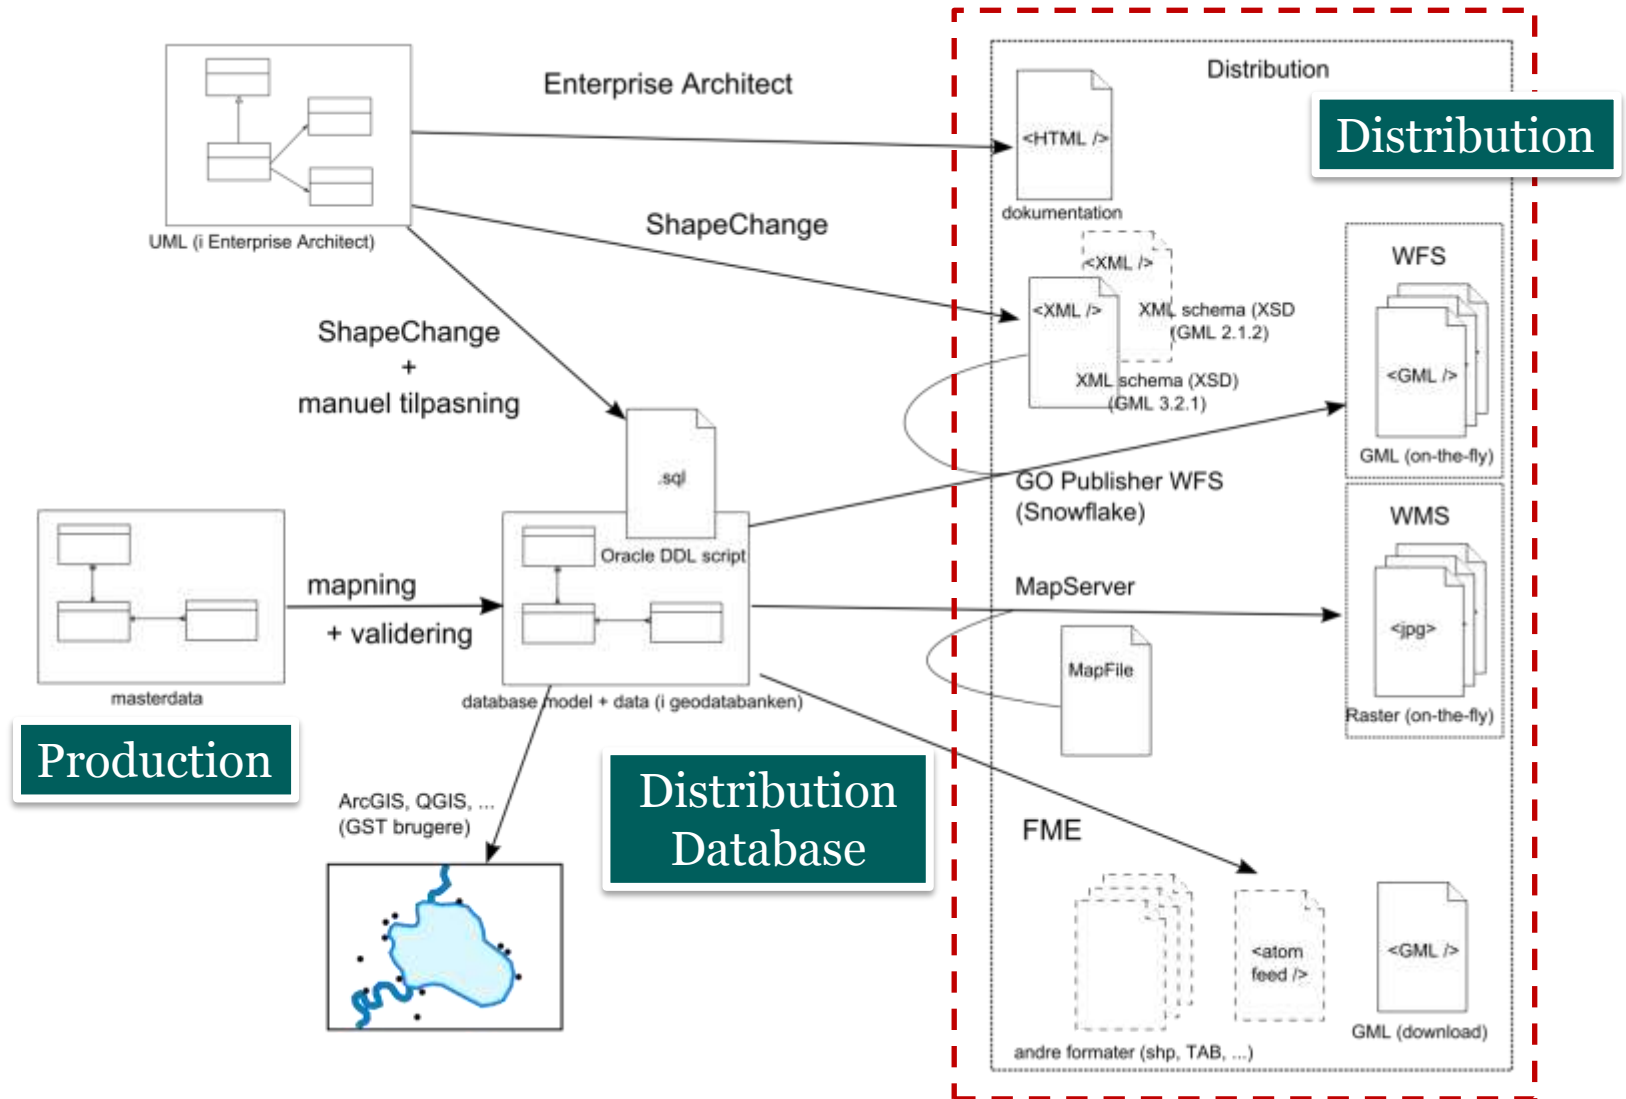 Enterprise Architect
UML (i Enterprise Architect)
ShapeChange
ShapeChange
+
manuel tilpasning
.sql
Oracle DDL script
mapning
+ validering
masterdata
Production
database model + data (i geodatabanken)
Distribution
Database
ArcGIS, QGIS, ...
(GST brugere)
Distribution
Distribution
<HTML />
dokumentation
<XML />
XML schema (XSD
(GML 2.1.2)
<XML />
XML schema (XSD)
(GML 3.2.1)
WFS
<GML />
GML (on-the-fly)
GO Publisher WFS
(Snowflake)
WMS
<jpg>
Raster (on-the-fly)
MapServer
MapFile
FME
andre formater (shp, TAB, ...)
<atom
feed />
<GML />
GML (download)